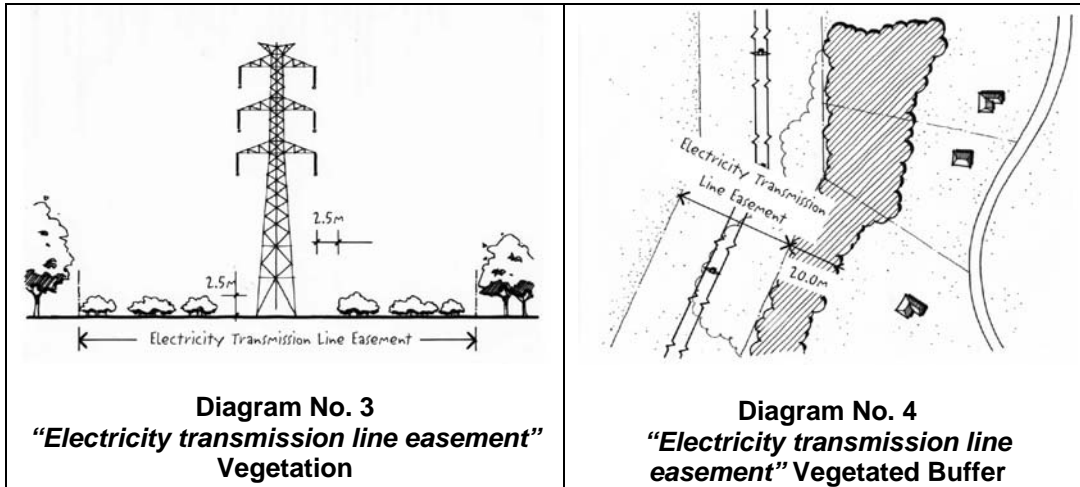 2.5M
2.5M
Electricity Transmission Line Easement
Diagram No. 3
“Electricity transmission line easement”
Vegetation
Electricity Transmission
Line Easement
20.0M
Diagram No. 4
“Electricity transmission line
easement” Vegetated Buffer